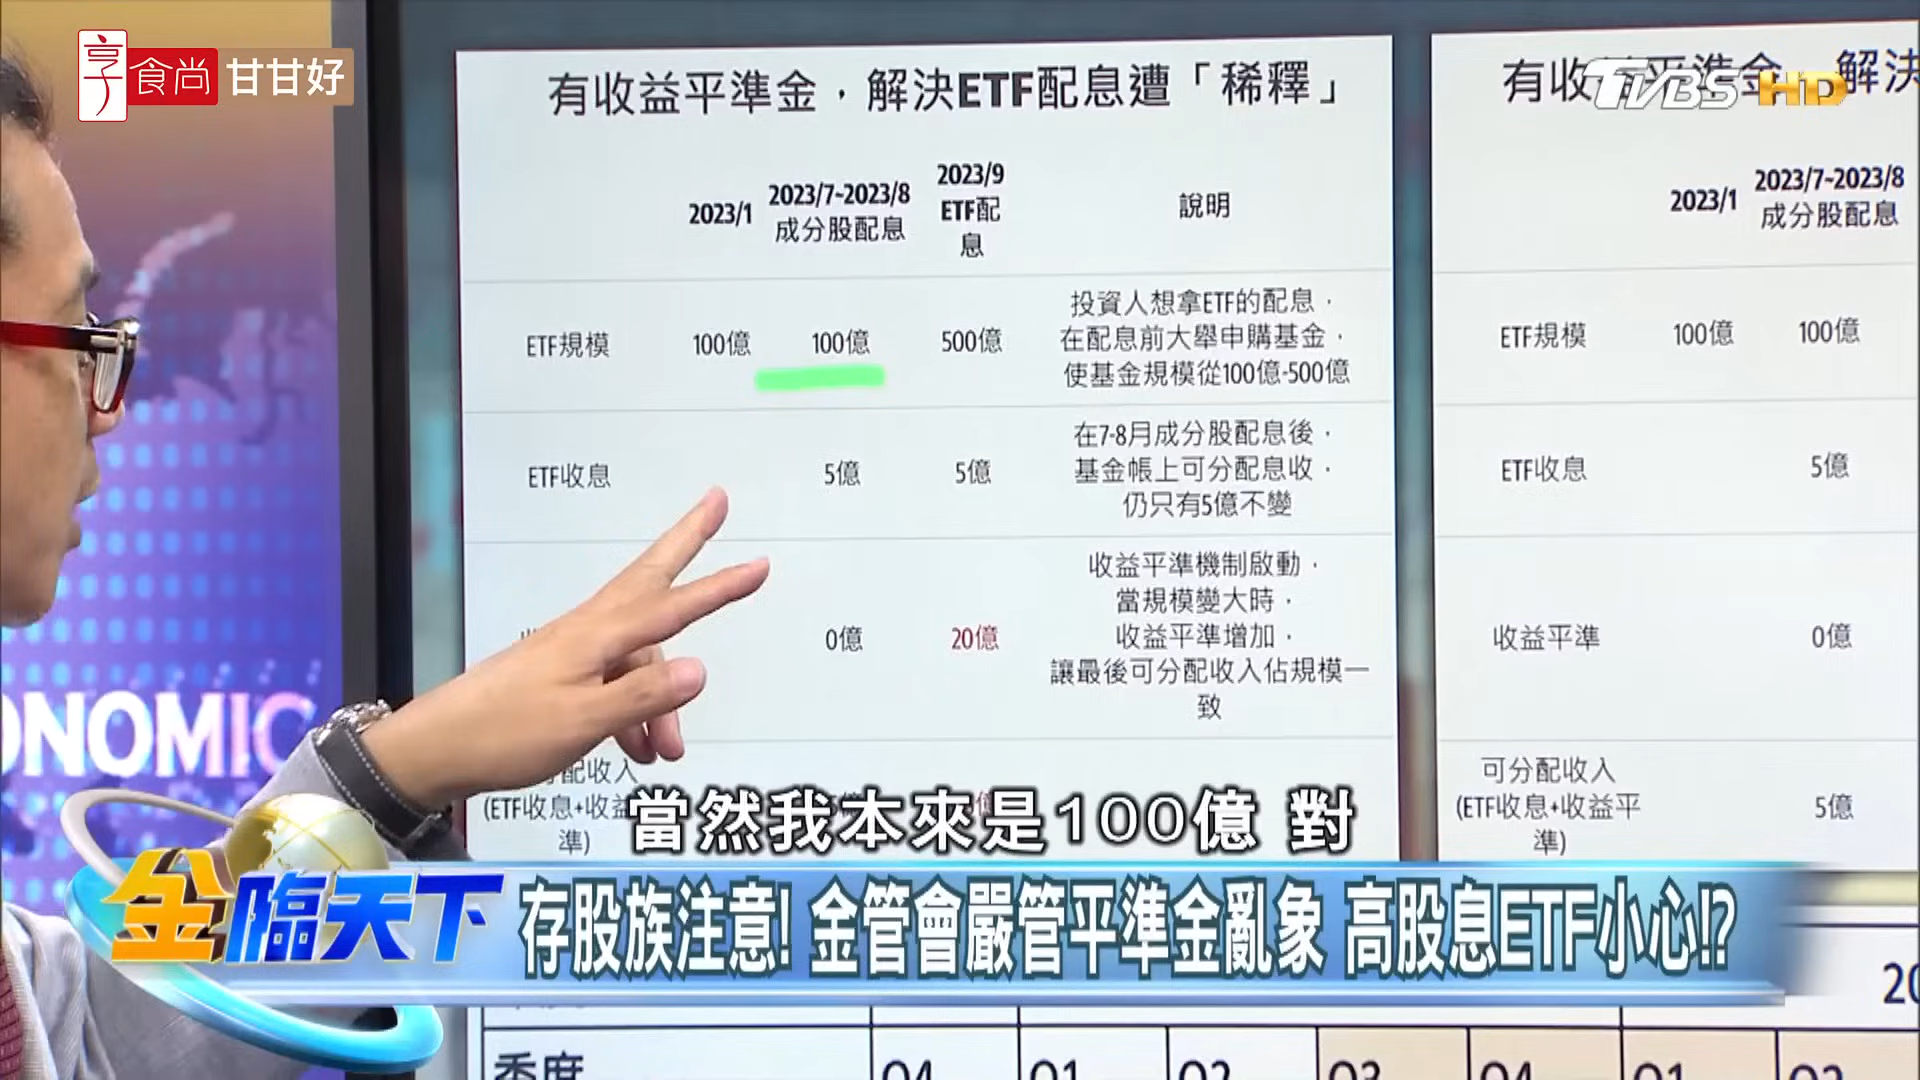 享
食尚
甘甘好
TVBS HD
有收益平準金，解決ETF配息遭「稀釋」
2023/1
2023/7~2023/8
成分股配息
2023/9
ETF配
息
說明
ETF規模
100億
100億
500億
投資人想拿ETF的配息，
在配息前大舉申購基金，
使基金規模從100億-500億
ETF收息
5億
5億
在7-8月成分股配息後，
基金帳上可分配息收，
仍只有5億不變
0億
20億
收益平準機制啟動，
當規模變大時，
收益平準增加，
讓最後可分配收入佔規模一
致
配收入
(ETF收息+收益
準)
解決
2023/1
2023/7~2023/8
成分股配息
ETF規模
100億
100億
ETF收息
5億
收益平準
0億
可分配收入
(ETF收息+收益平
準)
5億
ONOMIC
當然我本來是100億 對
金臨天下
存股族注意! 金管會嚴管平準金亂象 高股息ETF小心!?
20
季度
Q4
Q1
Q2
Q3
Q4
Q1
Q2